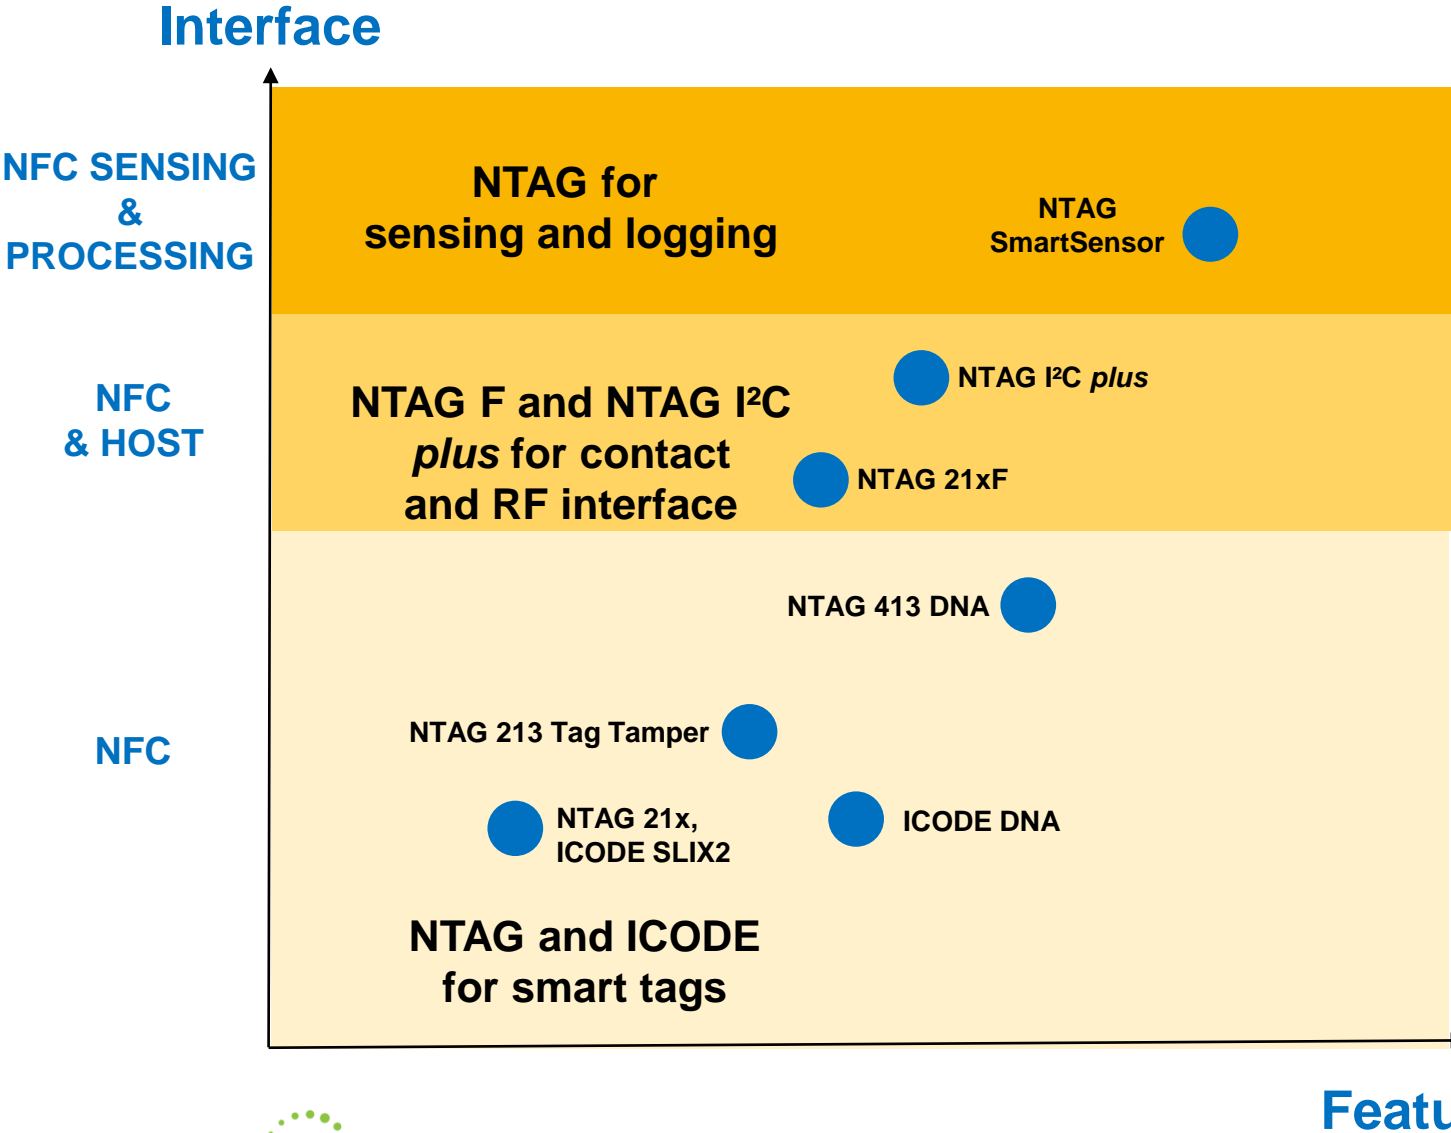 Interface
NFC SENSING
&
PROCESSING
NTAG for
sensing and logging
NTAG
SmartSensor
NFC
& HOST
NTAG F and NTAG I²C
plus for contact
and RF interface
NTAG I²C plus
NTAG 21xF
NFC
NTAG 413 DNA
NTAG 213 Tag Tamper
NTAG 21x,
ICODE SLIX2
ICODE DNA
NTAG and ICODE
for smart tags